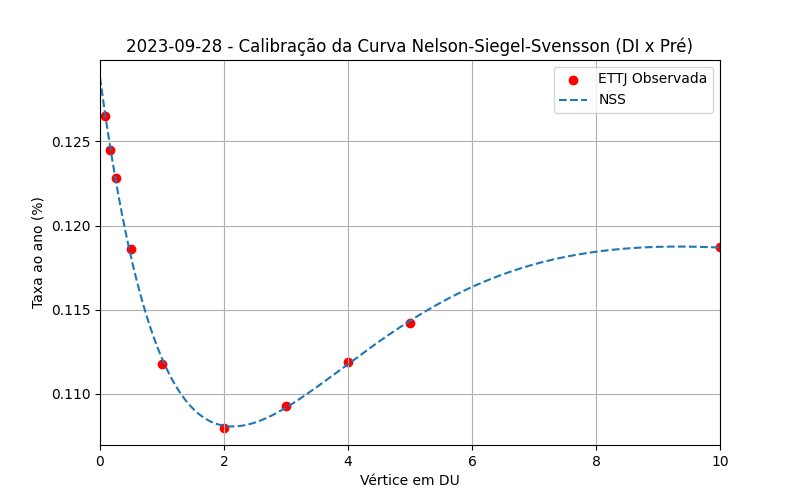 2023-09-28 - Calibração da Curva Nelson-Siegel-Svensson (DI x Pré)
ETTJ Observada
NSS
Taxa ao ano (%)
0.125
0.120
0.115
0.110
0 2 4 6 8 10
Vértice em DU